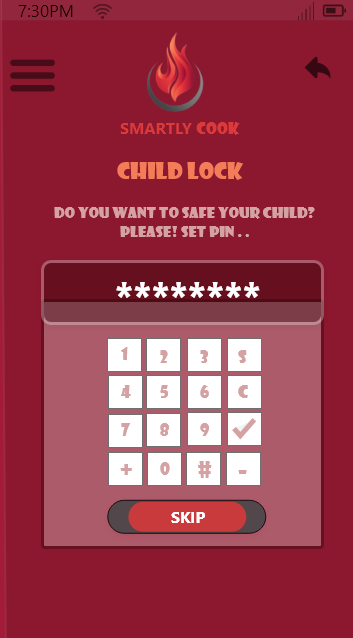 7:30PM
SMARTLY COOK
CHILD LOCK
DO YOU WANT TO SAFE YOUR CHILD?
PLEASE! SET PIN . .
********
1 2 3 S
4 5 6 C
7 8 9
+ 0 # -
SKIP